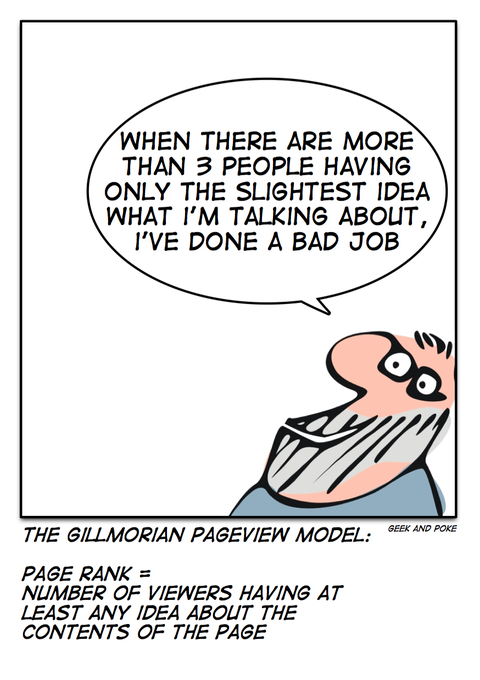 WHEN THERE ARE MORE
THAN 3 PEOPLE HAVING
ONLY THE SLIGHTEST IDEA
WHAT I'M TALKING ABOUT,
I'VE DONE A BAD JOB
GEEK AND POKE
THE GILLMORIAN PAGEVIEW MODEL:
PAGE RANK =
NUMBER OF VIEWERS HAVING AT
LEAST ANY IDEA ABOUT THE
CONTENTS OF THE PAGE